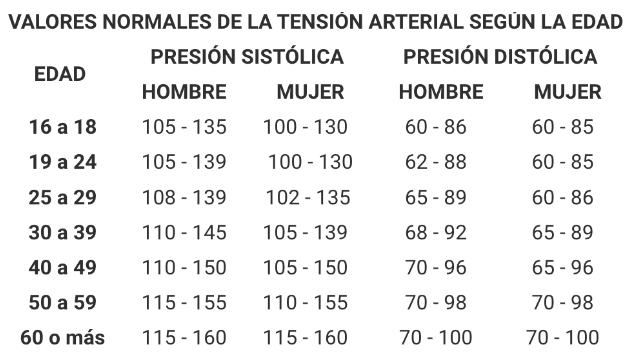 VALORES NORMALES DE LA TENSIÓN ARTERIAL SEGÚN LA EDAD
EDAD PRESIÓN SISTÓLICA PRESIÓN DISTÓLICA
HOMBRE MUJER HOMBRE MUJER
16 a 18 105 - 135 100 - 130 60 - 86 60 - 85
19 a 24 105 - 139 100 - 130 62 - 88 60 - 85
25 a 29 108 - 139 102 - 135 65 - 89 60 - 86
30 a 39 110 - 145 105 - 139 68 - 92 65 - 89
40 a 49 110 - 150 105 - 150 70 - 96 65 - 96
50 a 59 115 - 155 110 - 155 70 - 98 70 - 98
60 o más 115 - 160 115 - 160 70 - 100 70 - 100